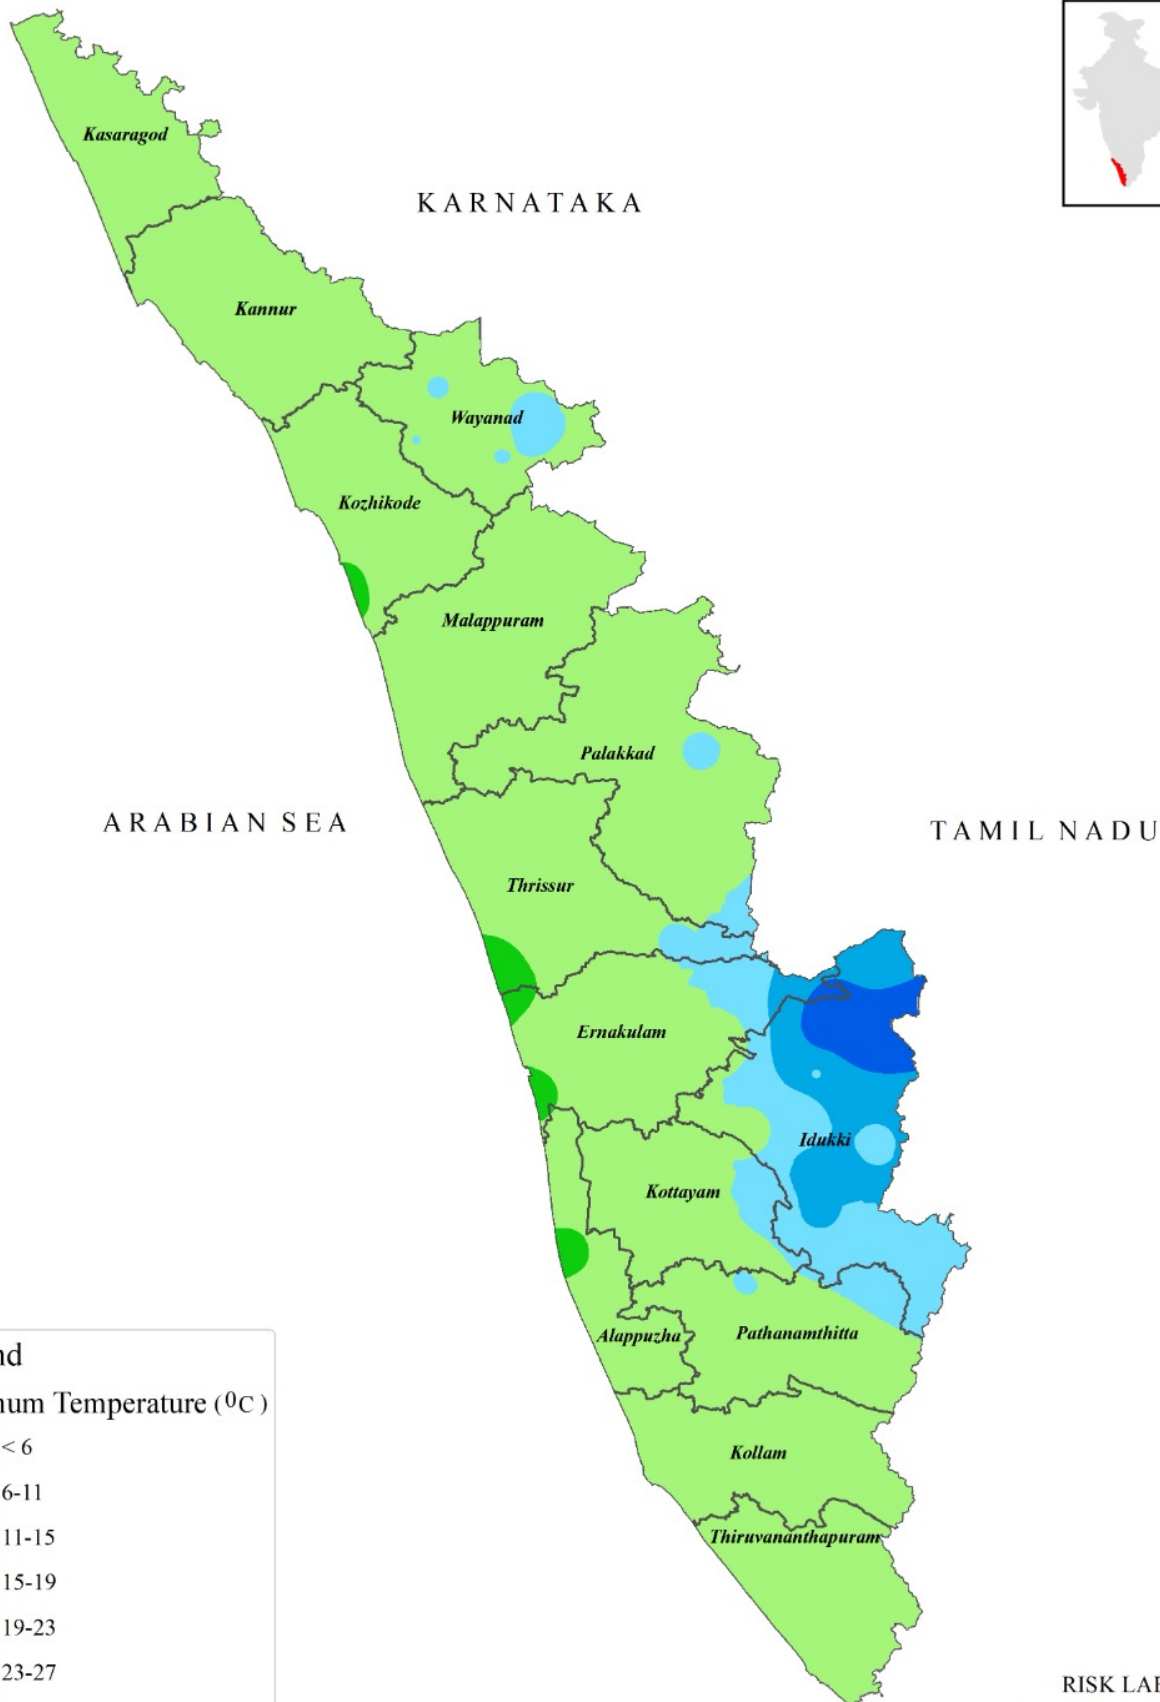 Kasaragod
KARNATAKA
Kannur
Wayanad
Kozhikode
Malappuram
Palakkad
ARABIAN SEA
TAMIL NADU
Thrissur
Ernakulam
Idukki
Kottayam
Alappuzha
Pathanamthitta
Kollam
Thiruvananthapuram
nd
num Temperature (⁰C)
< 6
6-11
11-15
15-19
19-23
23-27
RISK LAB